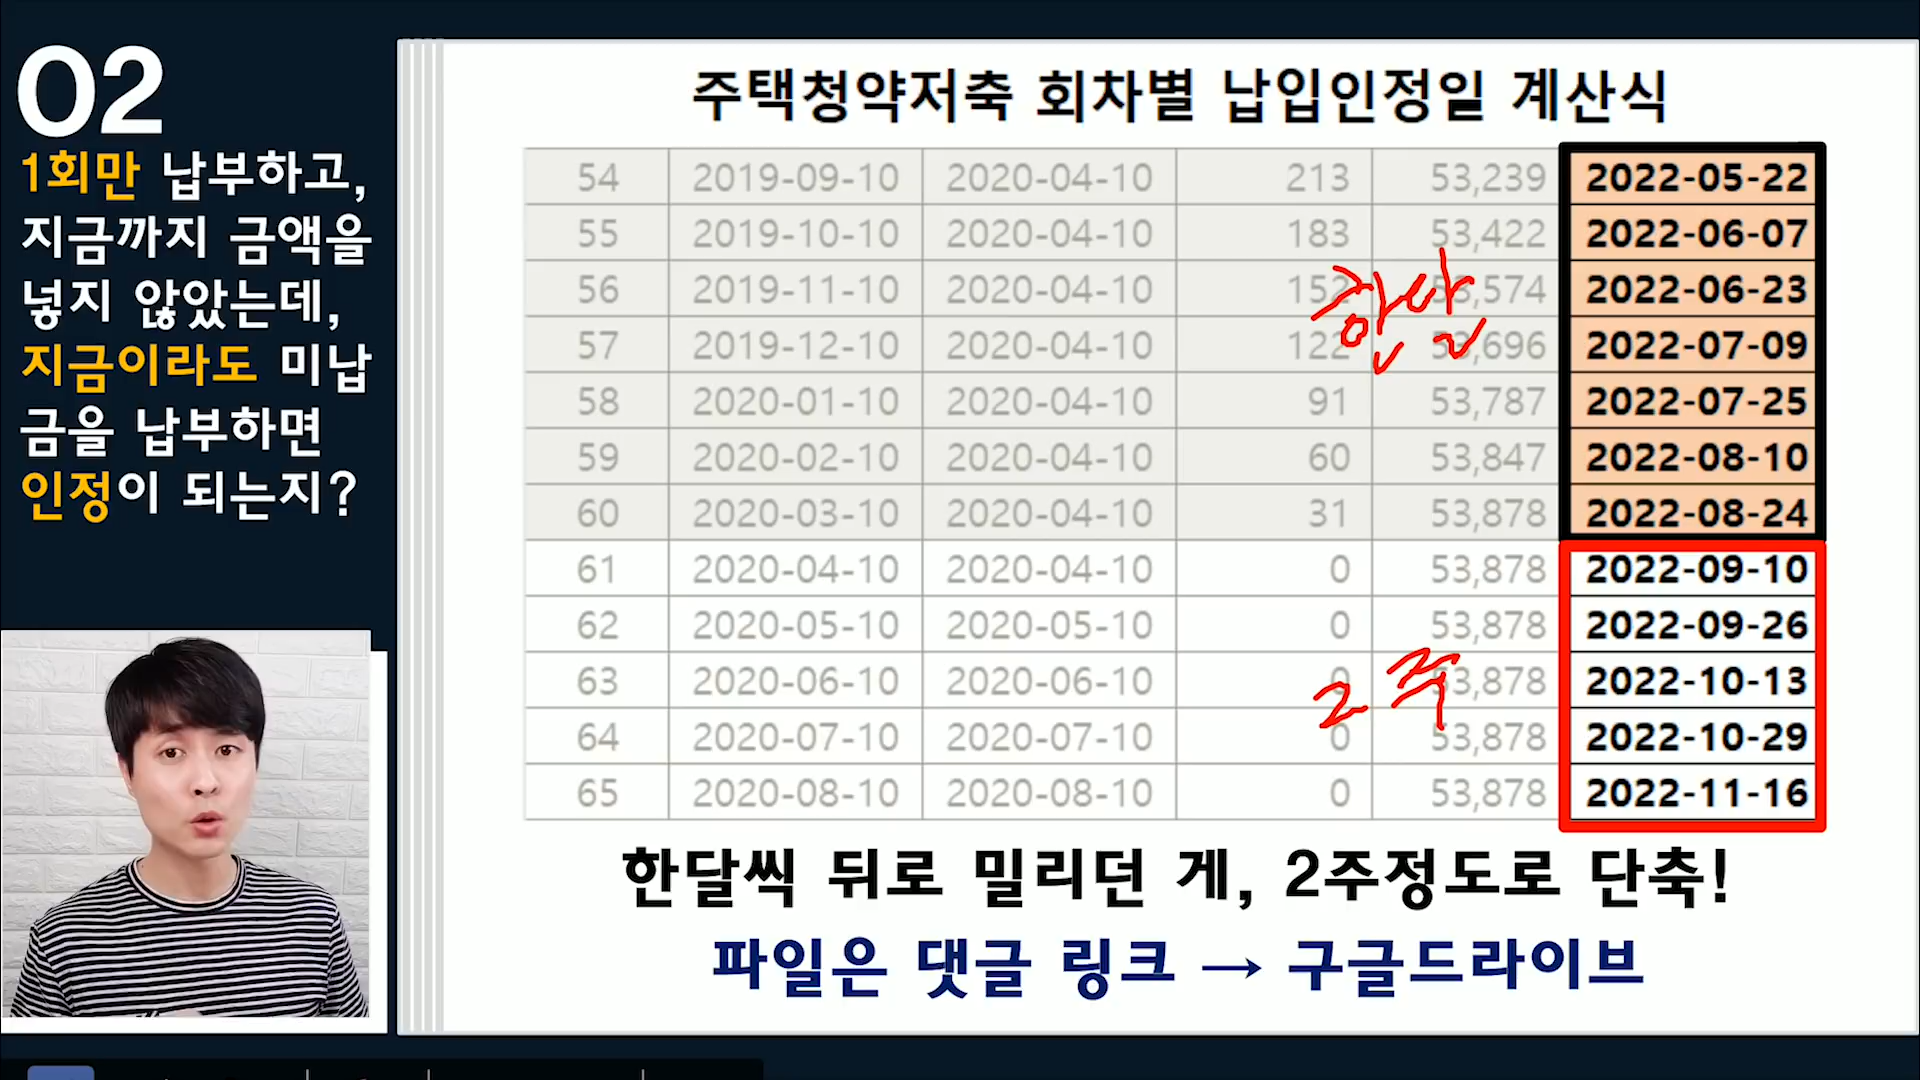 02
1회만 납부하고,
지금까지 금액을
넣지 않았는데,
지금이라도 미납
금을 납부하면
인정이 되는지?
주택청약저축 회차별 납입인정일 계산식
54 2019-09-10 2020-04-10 213 53,239 2022-05-22
55 2019-10-10 2020-04-10 183 53,422 2022-06-07
56 2019-11-10 2020-04-10 152 53,574 2022-06-23
57 2019-12-10 2020-04-10 122 53,696 2022-07-09
한달
58 2020-01-10 2020-04-10 91 53,787 2022-07-25
59 2020-02-10 2020-04-10 60 53,847 2022-08-10
60 2020-03-10 2020-04-10 31 53,878 2022-08-24
61 2020-04-10 2020-04-10 0 53,878 2022-09-10
62 2020-05-10 2020-05-10 0 53,878 2022-09-26
63 2020-06-10 2020-06-10 0 53,878 2022-10-13
2주
64 2020-07-10 2020-07-10 0 53,878 2022-10-29
65 2020-08-10 2020-08-10 0 53,878 2022-11-16
한달씩 뒤로 밀리던 게, 2주정도로 단축!
파일은 댓글 링크 → 구글드라이브